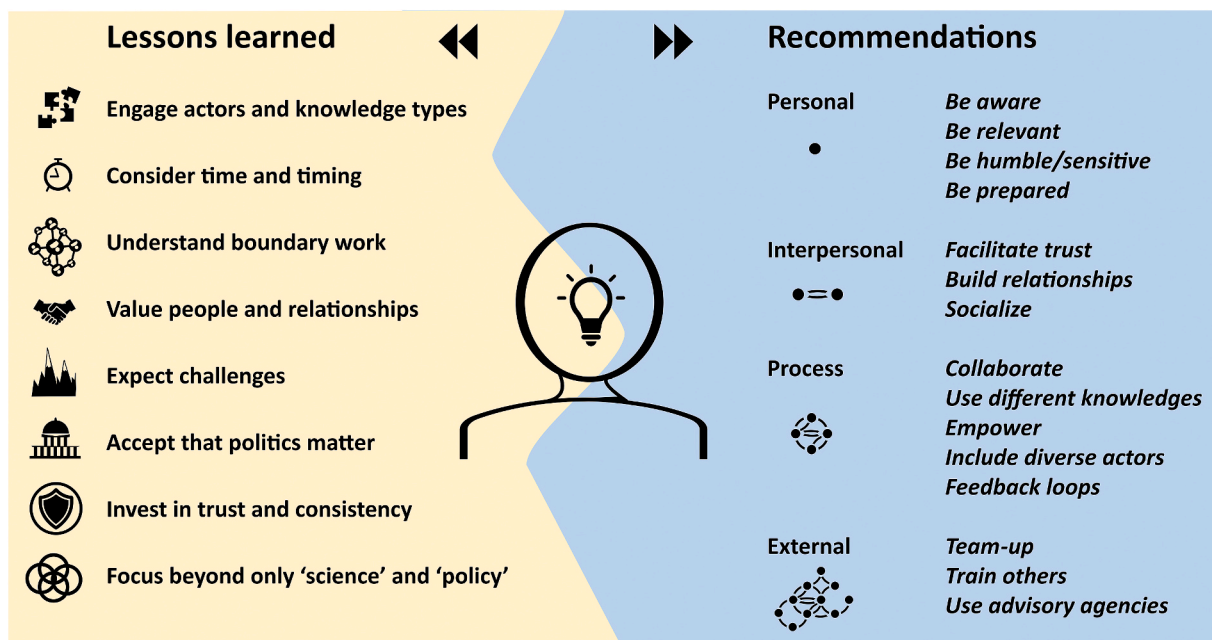 Lessons learned
Engage actors and knowledge types
Consider time and timing
Understand boundary work
Value people and relationships
Expect challenges
Accept that politics matter
Invest in trust and consistency
Focus beyond only ‘science’ and ‘policy’
Recommendations
Personal
Be aware
Be relevant
Be humble/sensitive
Be prepared
Interpersonal
Facilitate trust
Build relationships
Socialize
Process
Collaborate
Use different knowledges
Empower
Include diverse actors
Feedback loops
External
Team-up
Train others
Use advisory agencies